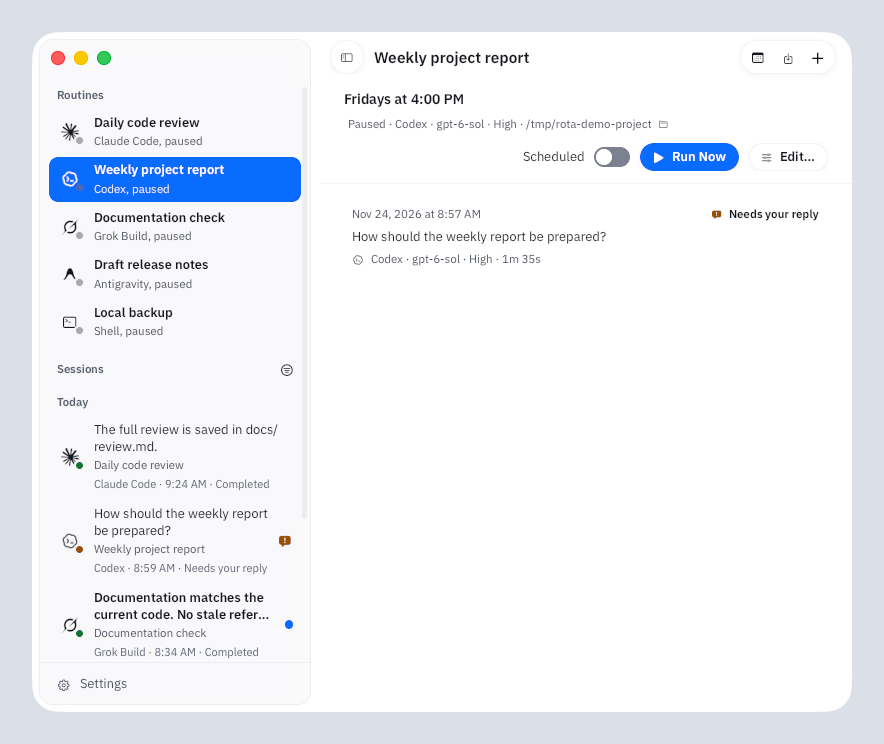 Weekly project report
Routines
Daily code review
Claude Code, paused
Weekly project report
Codex, paused
Documentation check
Grok Build, paused
Draft release notes
Antigravity, paused
Local backup
Shell, paused
Sessions
Today
The full review is saved in docs/
review.md.
Daily code review
Claude Code · 9:24 AM · Completed
How should the weekly report
be prepared?
Weekly project report
Codex · 8:59 AM · Needs your reply
Documentation matches the
current code. No stale refer...
Documentation check
Grok Build · 8:34 AM · Completed
Settings
Fridays at 4:00 PM
Paused · Codex · gpt-6-sol · High · /tmp/rota-demo-project
Scheduled
Run Now
Edit...
Nov 24, 2026 at 8:57 AM
Needs your reply
How should the weekly report be prepared?
Codex · gpt-6-sol · High · 1m 35s